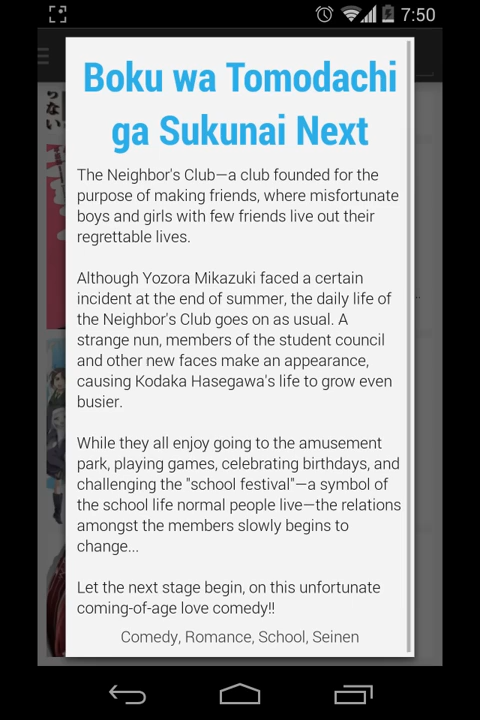 7:50
Boku wa Tomodachi
ga Sukunai Next
The Neighbor's Club—a club founded for the
purpose of making friends, where misfortunate
boys and girls with few friends live out their
regrettable lives.
Although Yozora Mikazuki faced a certain
incident at the end of summer, the daily life of
the Neighbor's Club goes on as usual. A
strange nun, members of the student council
and other new faces make an appearance,
causing Kodaka Hasegawa's life to grow even
busier.
While they all enjoy going to the amusement
park, playing games, celebrating birthdays, and
challenging the "school festival"—a symbol of
the school life normal people live—the relations
amongst the members slowly begins to
change...
Let the next stage begin, on this unfortunate
coming-of-age love comedy!!
Comedy, Romance, School, Seinen